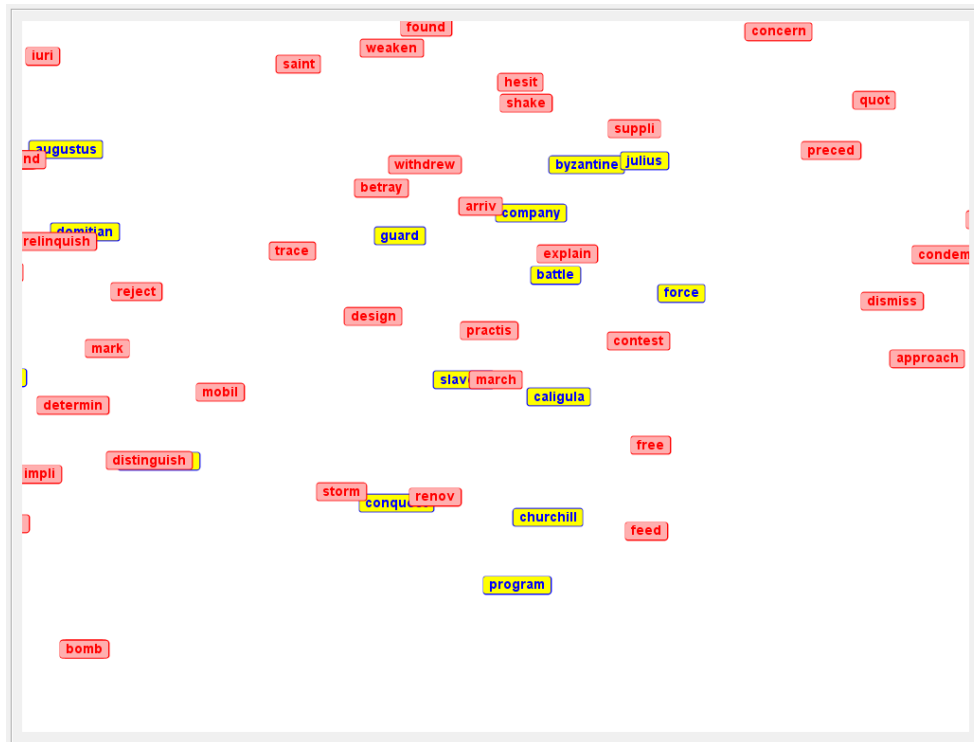 found
concern
weaken
iuri
saint
hesit
shake
quot
suppli
augustus
preced
nd
withdrew
byzantine
julius
betray
arriv
company
domitian
guard
relinquish
trace
explain
condem
battle
reject
force
dismiss
design
practis
contest
mark
approach
slav
march
mobil
caligula
determin
free
distinguish
impli
storm
renov
conques
churchill
feed
program
bomb